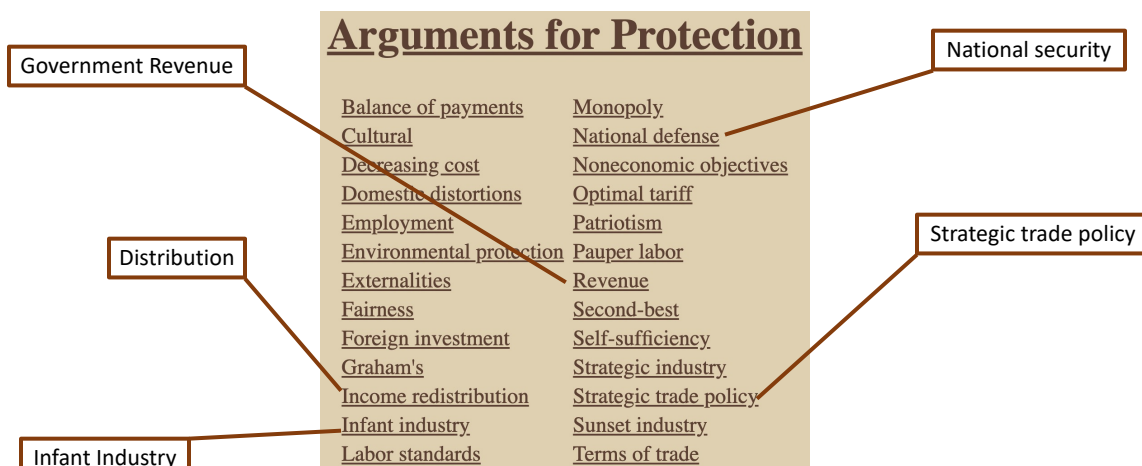 Arguments for Protection
Government Revenue
National security
Balance of payments
Cultural
Decreasing cost
Domestic distortions
Employment
Environmental protection
Externalities
Fairness
Foreign investment
Graham's
Income redistribution
Infant industry
Labor standards
Monopoly
National defense
Noneconomic objectives
Optimal tariff
Patriotism
Pauper labor
Revenue
Second-best
Self-sufficiency
Strategic industry
Strategic trade policy
Sunset industry
Terms of trade
Distribution
Strategic trade policy
Infant Industry